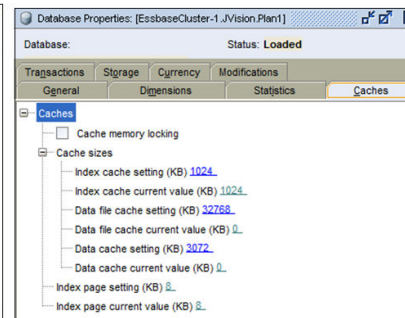 Database Properties: [EssbaseCluster-1.JVision.Plan1]
Database: Status: Loaded
Transactions Storage Currency Modifications
General Dimensions Statistics Caches
Caches
Cache memory locking
Cache sizes
Index cache setting (KB) 1024
Index cache current value (KB) 1024
Data file cache setting (KB) 32768
Data file cache current value (KB) 0
Data cache setting (KB) 3072
Data cache current value (KB) 0
Index page setting (KB) 8
Index page current value (KB) 8